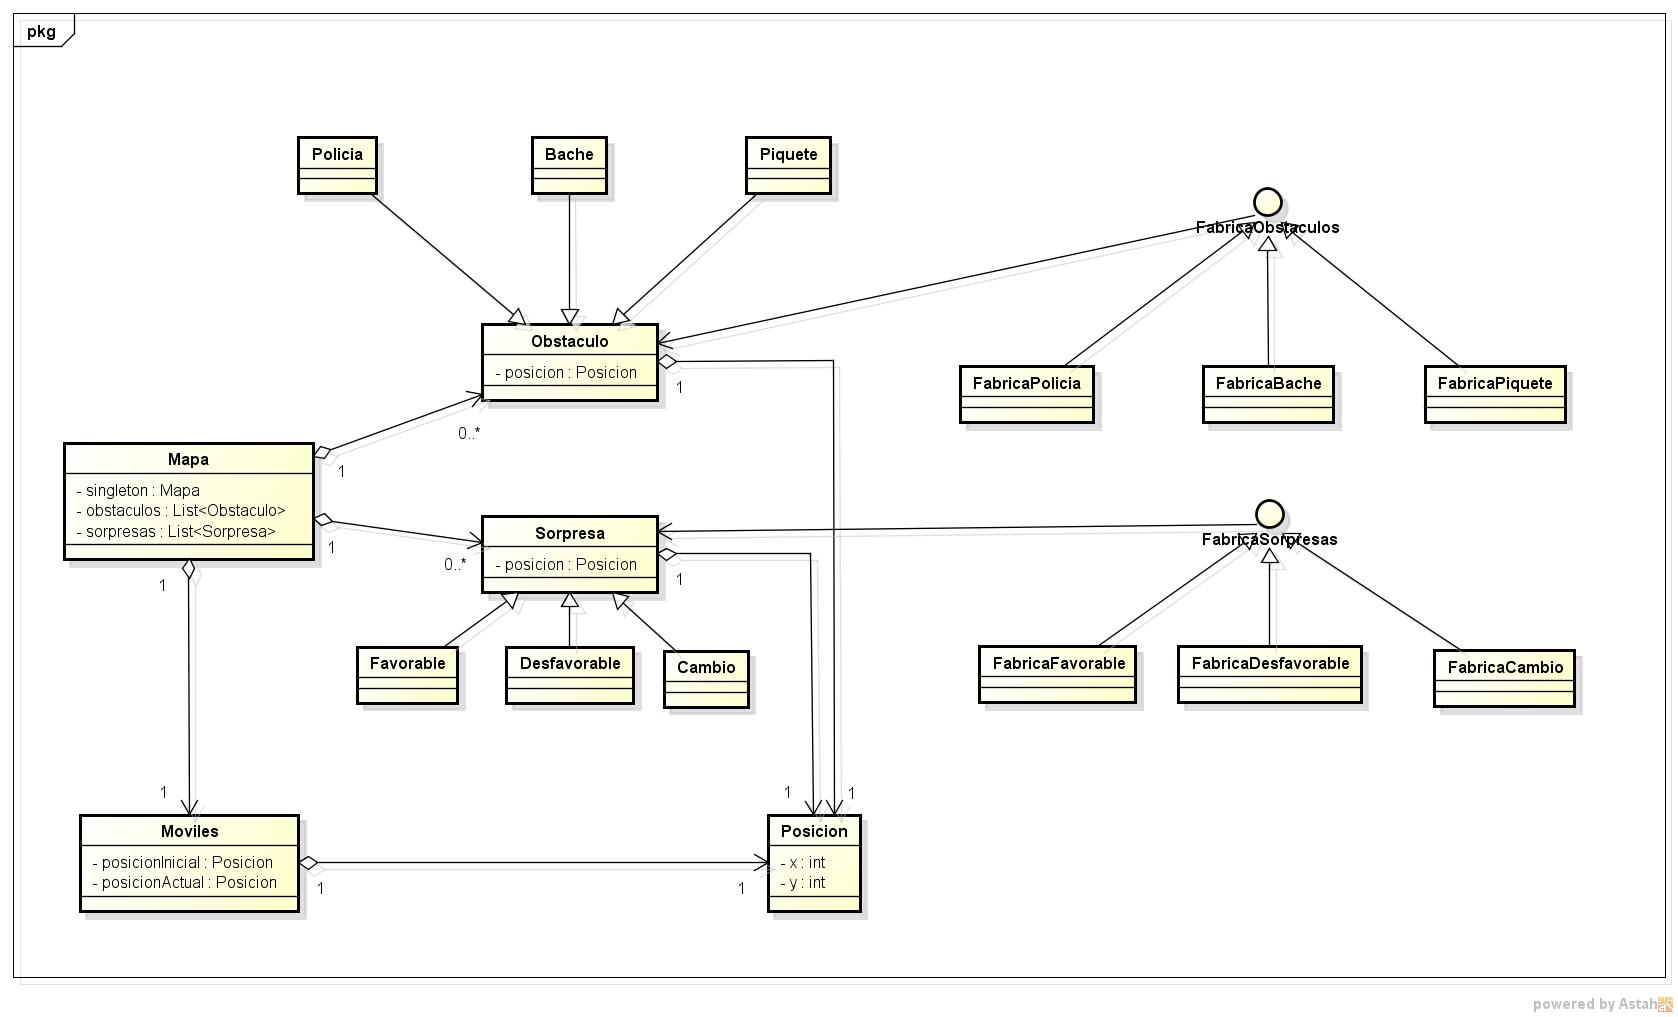 pkg
Policia
Bache
Piquete
FabricaObstaculos
Obstaculo
- posicion : Posicion
1
FabricaPolicia
FabricaBache
FabricaPiquete
0..*
1
Mapa
- singleton : Mapa
- obstaculos : List<Obstaculo>
- sorpresas : List<Sorpresa>
1
0..*
Sorpresa
- posicion : Posicion
1
FabricaSorpresas
1
Favorable
Desfavorable
Cambio
FabricaFavorable
FabricaDesfavorable
FabricaCambio
1
1
1
Moviles
- posicionInicial : Posicion
- posicionActual : Posicion
1
1
Posicion
- x : int
- y : int
powered by Astah